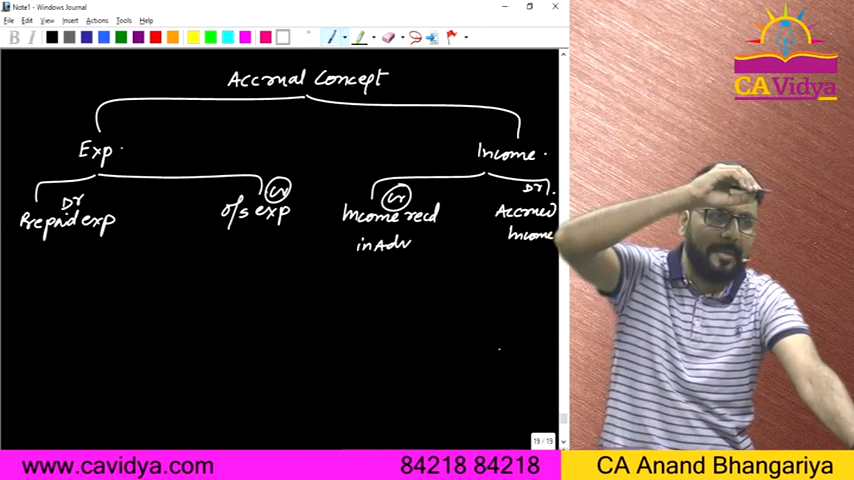 Note1 - Windows Journal
File Edit View Insert Actions Tools Help
B I
Accrual Concept
Exp.
Income.
Dr
Cr
Cr
Dr
Prepaid exp
o/s exp
Income recd
in Adv
Accrued
Income
19 / 19
CA Vidya
www.cavidya.com
84218 84218
CA Anand Bhangariya